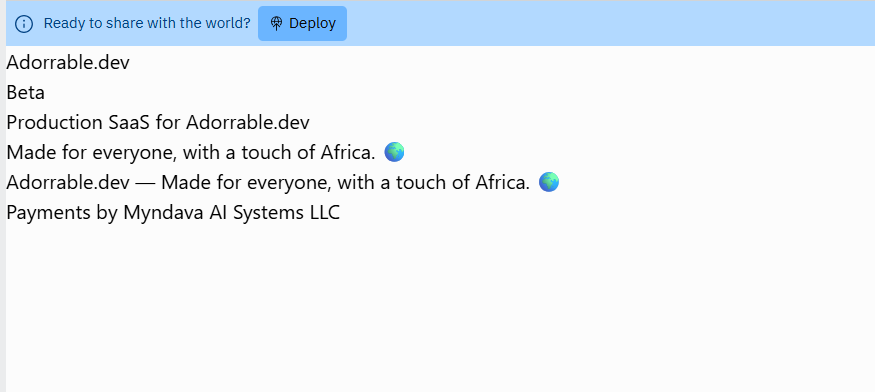 Ready to share with the world? Deploy
Adorrable.dev
Beta
Production SaaS for Adorrable.dev
Made for everyone, with a touch of Africa. 🌍
Adorrable.dev — Made for everyone, with a touch of Africa. 🌍
Payments by Myndava AI Systems LLC